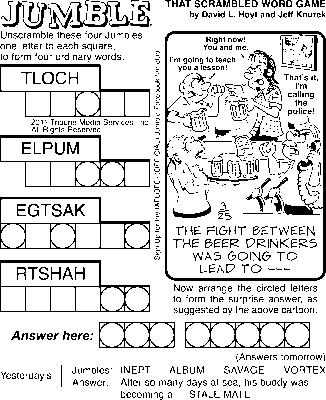 JUMBLE
THAT SCRAMBLED WORD GAME
by David L. Hoyt and Jeff Knurek
Unscramble these four Jumbles,
one letter to each square,
to form four ordinary words.
TLOCH
Tribune Media Services, Inc.
All Rights Reserved.
ELPUM
EGTSAK
RTSHAH
Right now!
You and me.
I'm going to teach
you a lesson!
That's it,
I'm
calling
the
police!
3/25
THE FIGHT BETWEEN
THE BEER DRINKERS
WAS GOING TO
LEAD TO ---
Now arrange the circled letters
to form the surprise answer, as
suggested by the above cartoon.
Answer here:
(Answers tomorrow)
Yesterday's
Jumbles: INEPT ALBUM SAVAGE VORTEX
Answer: After so many days at sea, his buddy was
becoming a — STALE MATE